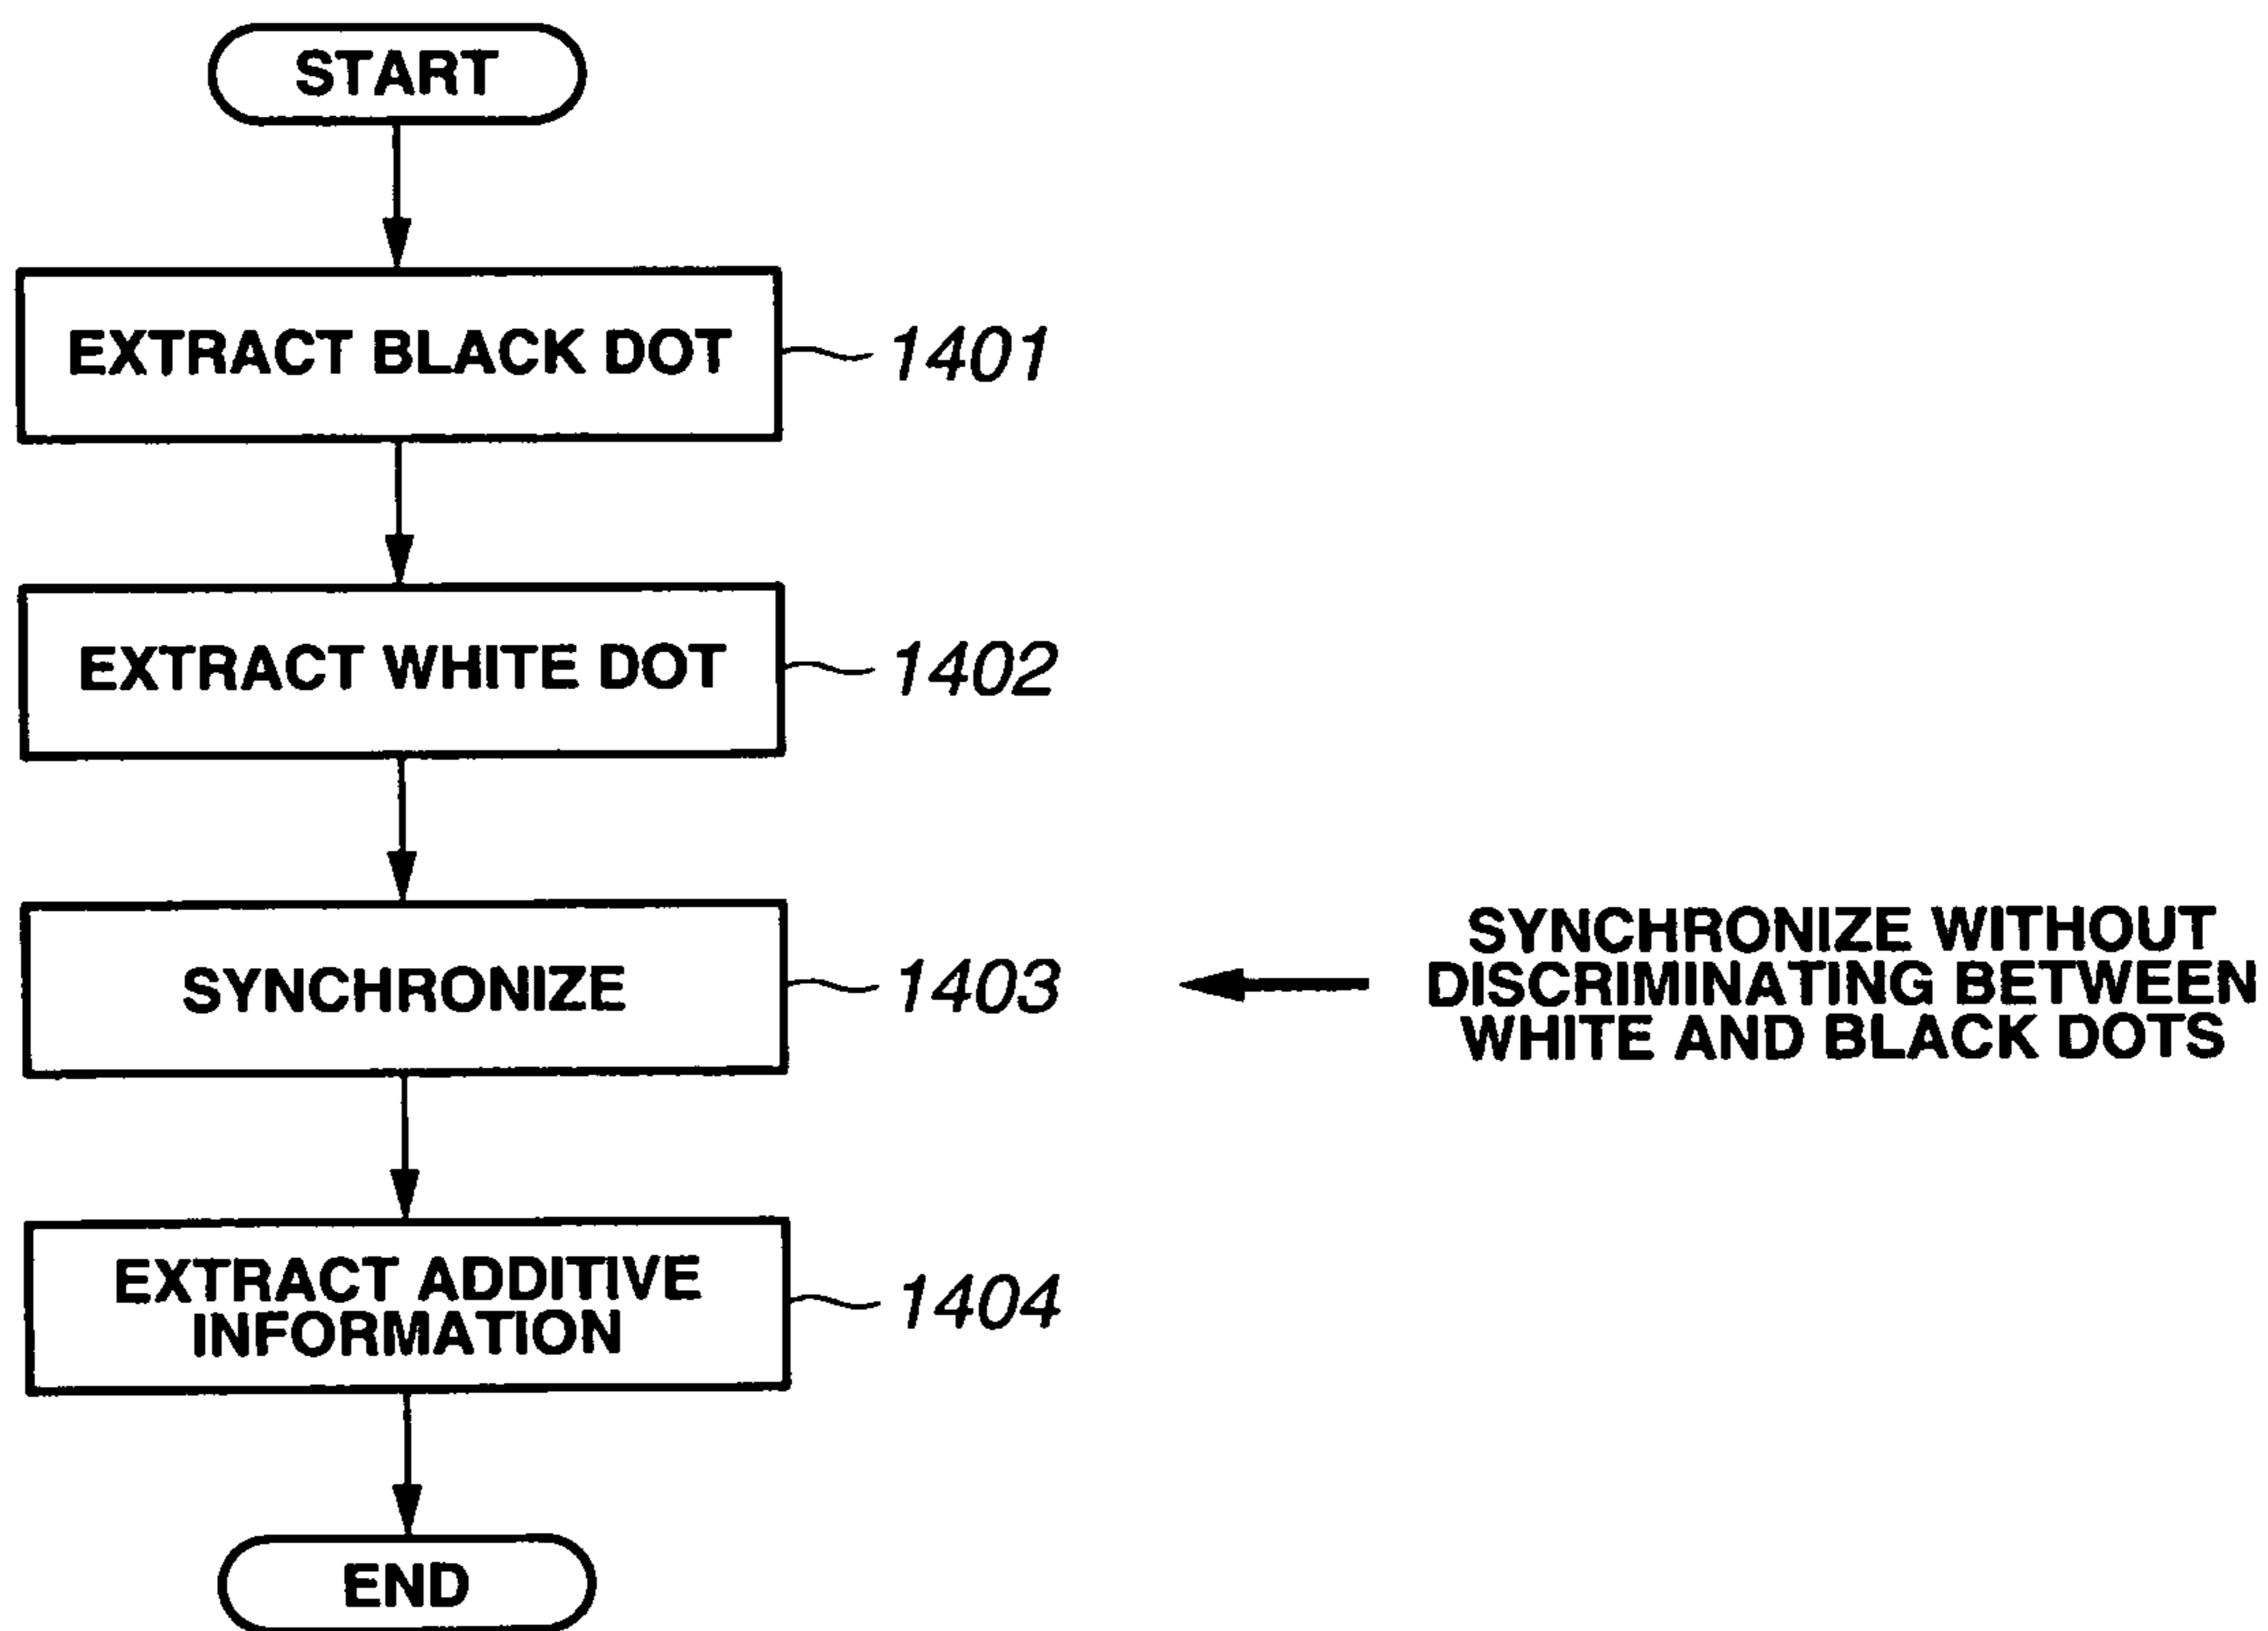 START
EXTRACT BLACK DOT
1401
EXTRACT WHITE DOT
1402
SYNCHRONIZE
1403
SYNCHRONIZE WITHOUT
DISCRIMINATING BETWEEN
WHITE AND BLACK DOTS
EXTRACT ADDITIVE
INFORMATION
1404
END